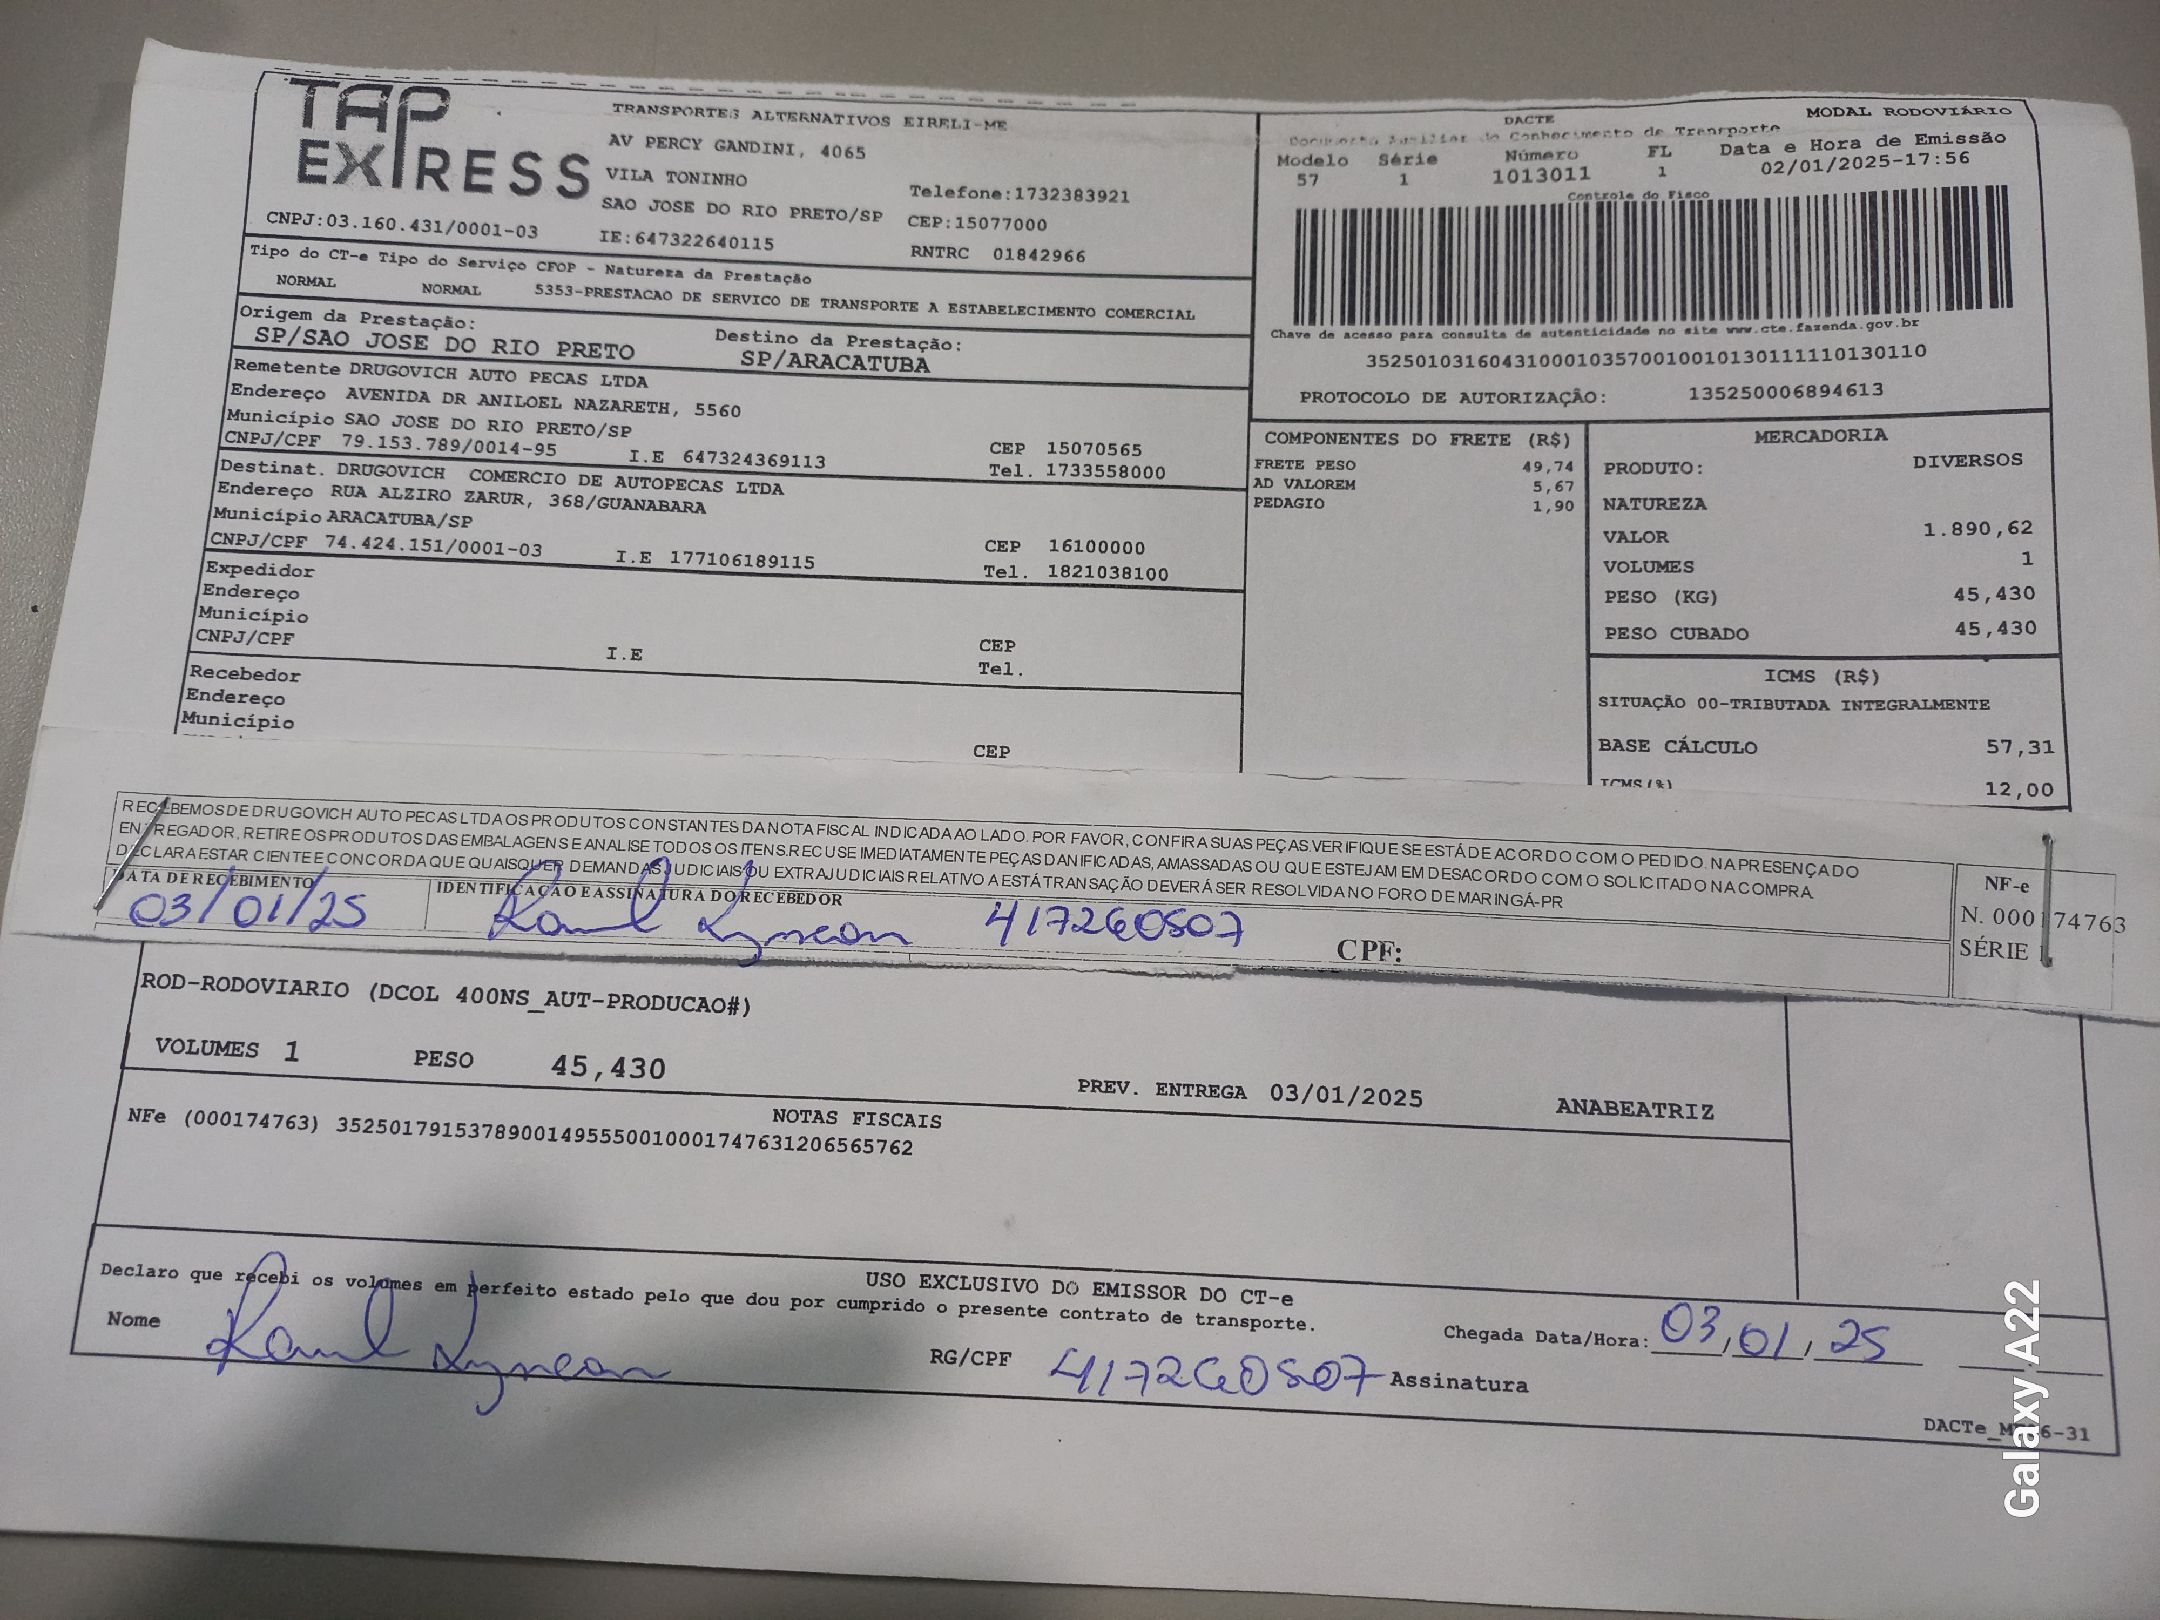 TAP EXPRESS
TRANSPORTES ALTERNATIVOS EIRELI-ME
AV PERCY GANDINI, 4065
VILA TONINHO
Telefone:1732383921
SAO JOSE DO RIO PRETO/SP CEP:15077000
CNPJ:03.160.431/0001-03 IE:647322640115 RNTRC 01842966
DACTE MODAL RODOVIÁRIO
Documento Auxiliar do Conhecimento de Transporte
Modelo Série Número FL Data e Hora de Emissão
57 1 1013011 1 02/01/2025-17:56
Controle do Fisco
Chave de acesso para consulta de autenticidade no site www.cte.fazenda.gov.br
35250103160431000103570010010130111110130110
PROTOCOLO DE AUTORIZAÇÃO: 135250006894613
Tipo do CT-e Tipo do Serviço CFOP - Natureza da Prestação
NORMAL NORMAL 5353-PRESTACAO DE SERVICO DE TRANSPORTE A ESTABELECIMENTO COMERCIAL
Origem da Prestação: Destino da Prestação:
SP/SAO JOSE DO RIO PRETO SP/ARACATUBA
Remetente DRUGOVICH AUTO PECAS LTDA
Endereço AVENIDA DR ANILOEL NAZARETH, 5560
Município SAO JOSE DO RIO PRETO/SP CEP 15070565
CNPJ/CPF 79.153.789/0014-95 I.E 647324369113 Tel. 1733558000
Destinat. DRUGOVICH COMERCIO DE AUTOPECAS LTDA
Endereço RUA ALZIRO ZARUR, 368/GUANABARA
Município ARACATUBA/SP CEP 16100000
CNPJ/CPF 74.424.151/0001-03 I.E 177106189115 Tel. 1821038100
Expedidor
Endereço
Município CEP
CNPJ/CPF I.E Tel.
Recebedor
Endereço
Município CEP
COMPONENTES DO FRETE (R$)
FRETE PESO 49,74
AD VALOREM 5,67
PEDAGIO 1,90
MERCADORIA
PRODUTO: DIVERSOS
NATUREZA
VALOR 1.890,62
VOLUMES 1
PESO (KG) 45,430
PESO CUBADO 45,430
ICMS (R$)
SITUAÇÃO 00-TRIBUTADA INTEGRALMENTE
BASE CÁLCULO 57,31
ICMS(%) 12,00
RECEBEMOS DE DRUGOVICH AUTO PECAS LTDA OS PRODUTOS CONSTANTES DA NOTA FISCAL INDICADA AO LADO. POR FAVOR, CONFIRA SUAS PEÇAS.VERIFIQUE SE ESTÁ DE ACORDO COM O PEDIDO. NA PRESENÇA DO
ENTREGADOR, RETIRE OS PRODUTOS DAS EMBALAGENS E ANALISE TODOS OS ITENS.RECUSE IMEDIATAMENTE PEÇAS DANIFICADAS, AMASSADAS OU QUE ESTEJAM EM DESACORDO COM O SOLICITADO NA COMPRA.
DECLARA ESTAR CIENTE E CONCORDA QUE QUAISQUER DEMANDAS JUDICIAIS OU EXTRAJUDICIAIS RELATIVO A ESTÁ TRANSAÇÃO DEVERÁ SER RESOLVIDA NO FORO DE MARINGÁ-PR
DATA DE RECEBIMENTO IDENTIFICAÇÃO E ASSINATURA DO RECEBEDOR
03/01/25 Raul 417260507 CPF:
NF-e
N. 000174763
SÉRIE 1
ROD-RODOVIARIO (DCOL 400NS_AUT-PRODUCAO#)
VOLUMES 1 PESO 45,430 PREV. ENTREGA 03/01/2025 ANABEATRIZ
NOTAS FISCAIS
NFe (000174763) 35250179153789001495550010001747631206565762
USO EXCLUSIVO DO EMISSOR DO CT-e
Declaro que recebi os volumes em perfeito estado pelo que dou por cumprido o presente contrato de transporte.
Nome Raul RG/CPF 417260507 Assinatura
Chegada Data/Hora: 03,01,25
Galaxy A22